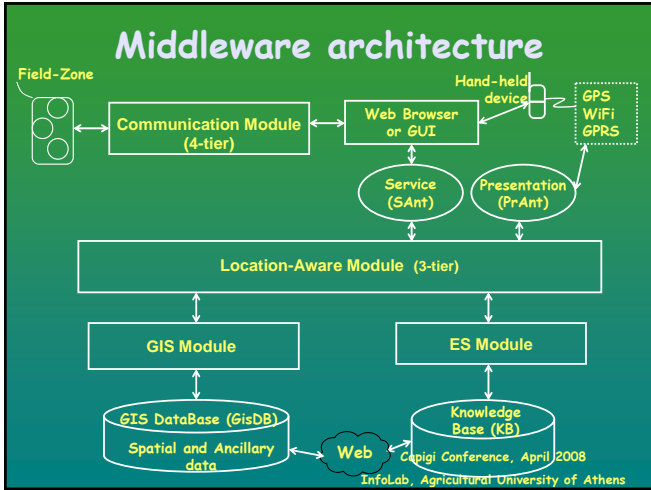 Middleware architecture
Field-Zone
Communication Module
(4-tier)
Web Browser
or GUI
Hand-held
device
GPS
WiFi
GPRS
Service
(SAnt)
Presentation
(PrAnt)
Location-Aware Module (3-tier)
GIS Module
ES Module
GIS DataBase (GisDB)
Spatial and Ancillary
data
Web
Knowledge
Base (KB)
Capigi Conference, April 2008
InfoLab, Agricultural University of Athens